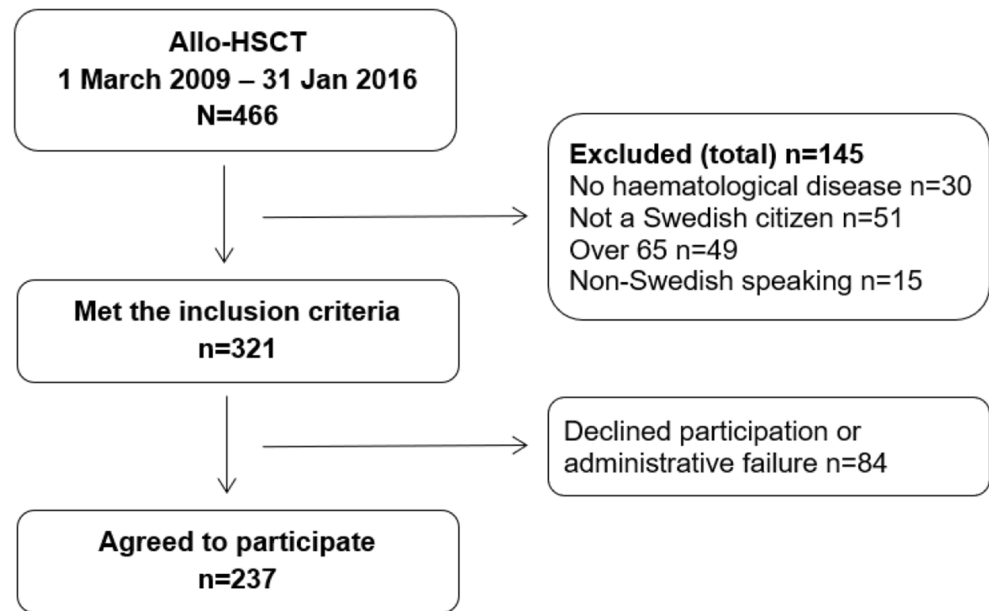 Allo-HSCT
1 March 2009 – 31 Jan 2016
N=466
Excluded (total) n=145
No haematological disease n=30
Not a Swedish citizen n=51
Over 65 n=49
Non-Swedish speaking n=15
Met the inclusion criteria
n=321
Declined participation or
administrative failure n=84
Agreed to participate
n=237